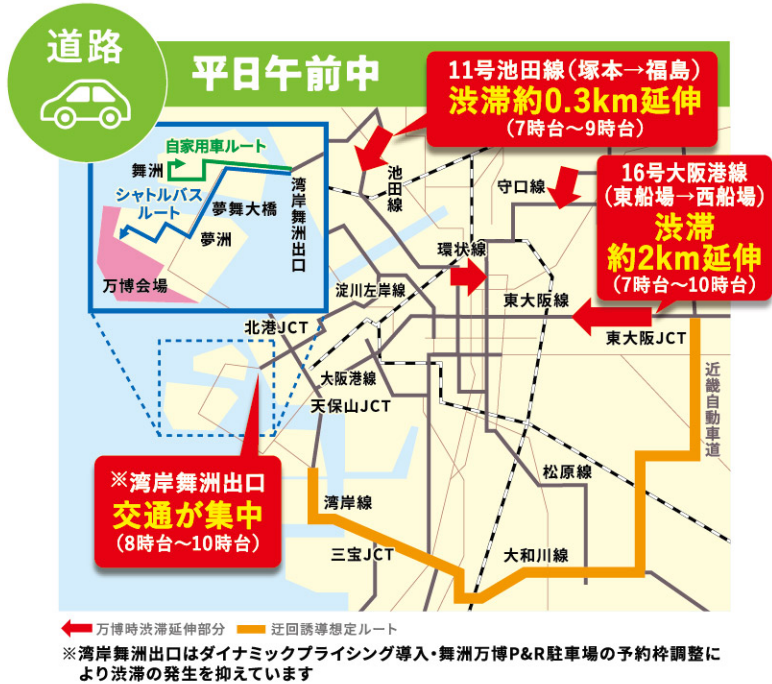 道路
平日午前中
11号池田線(塚本→福島)
渋滞約0.3km延伸
(7時台～9時台)
16号大阪港線
(東船場→西船場)
渋滞
約2km延伸
(7時台～10時台)
自家用車ルート
舞洲
シャトルバス
ルート
夢舞大橋
夢洲
湾岸舞洲出口
万博会場
池田線
守口線
環状線
淀川左岸線
東大阪線
北港JCT
東大阪JCT
大阪港線
天保山JCT
近畿自動車道
※湾岸舞洲出口
交通が集中
(8時台～10時台)
湾岸線
松原線
三宝JCT
大和川線
万博時渋滞延伸部分
迂回誘導想定ルート
※湾岸舞洲出口はダイナミックプライシング導入・舞洲万博P&R駐車場の予約枠調整に
より渋滞の発生を抑えています